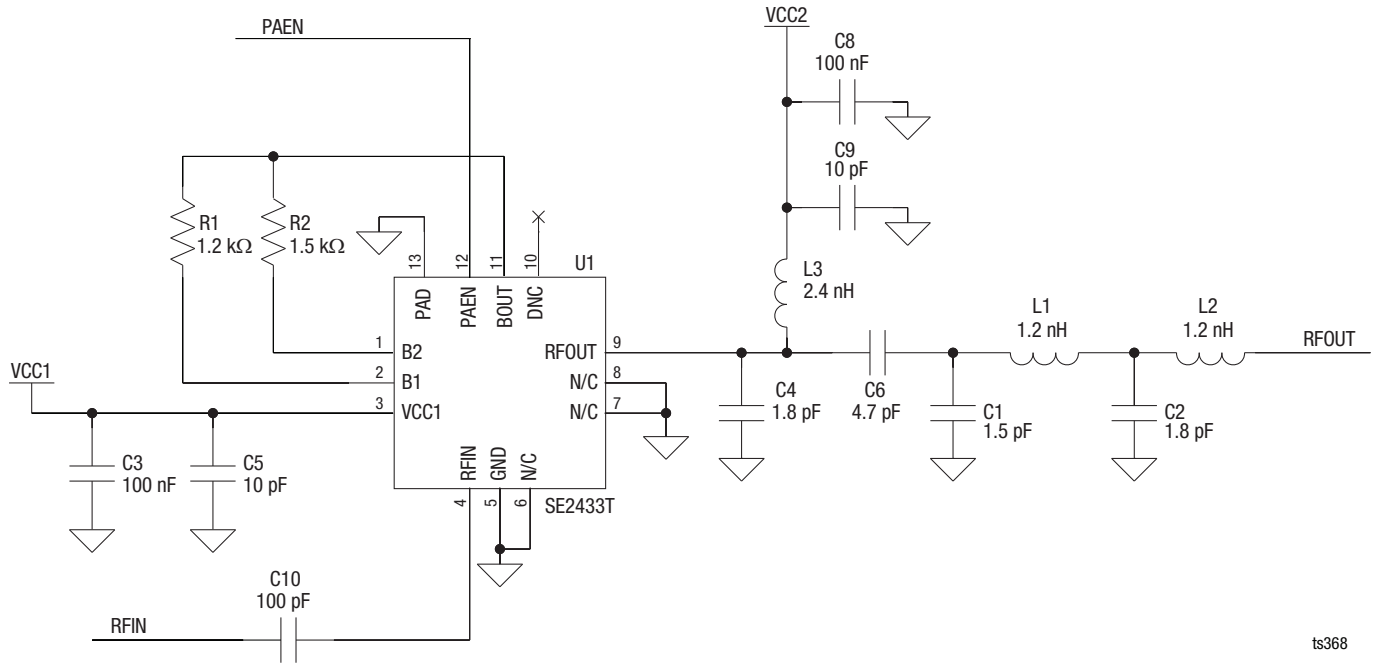 PAEN
VCC2
C8
100 nF
C9
10 pF
R1
1.2 kΩ
R2
1.5 kΩ
13
12
11
10
U1
PAD
PAEN
BOUT
DNC
L3
2.4 nH
L1
1.2 nH
L2
1.2 nH
RFOUT
1
B2
RFOUT
9
2
B1
N/C
8
VCC1
3
VCC1
N/C
7
C4
1.8 pF
C6
4.7 pF
C1
1.5 pF
C2
1.8 pF
C3
100 nF
C5
10 pF
RFIN
GND
N/C
4
5
6
SE2433T
C10
100 pF
RFIN
ts368